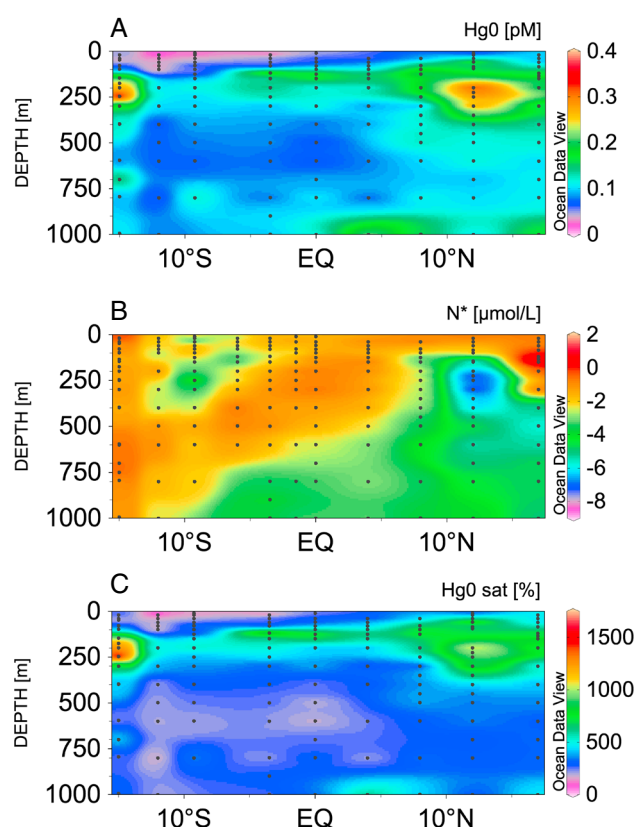 A
Hg0 [pM]
0
250
500
750
1000
DEPTH [m]
10°S
EQ
10°N
0.4
0.3
0.2
0.1
0
Ocean Data View
B
N* [µmol/L]
0
250
500
750
1000
DEPTH [m]
10°S
EQ
10°N
2
0
-2
-4
-6
-8
Ocean Data View
C
Hg0 sat [%]
0
250
500
750
1000
DEPTH [m]
10°S
EQ
10°N
1500
1000
500
0
Ocean Data View